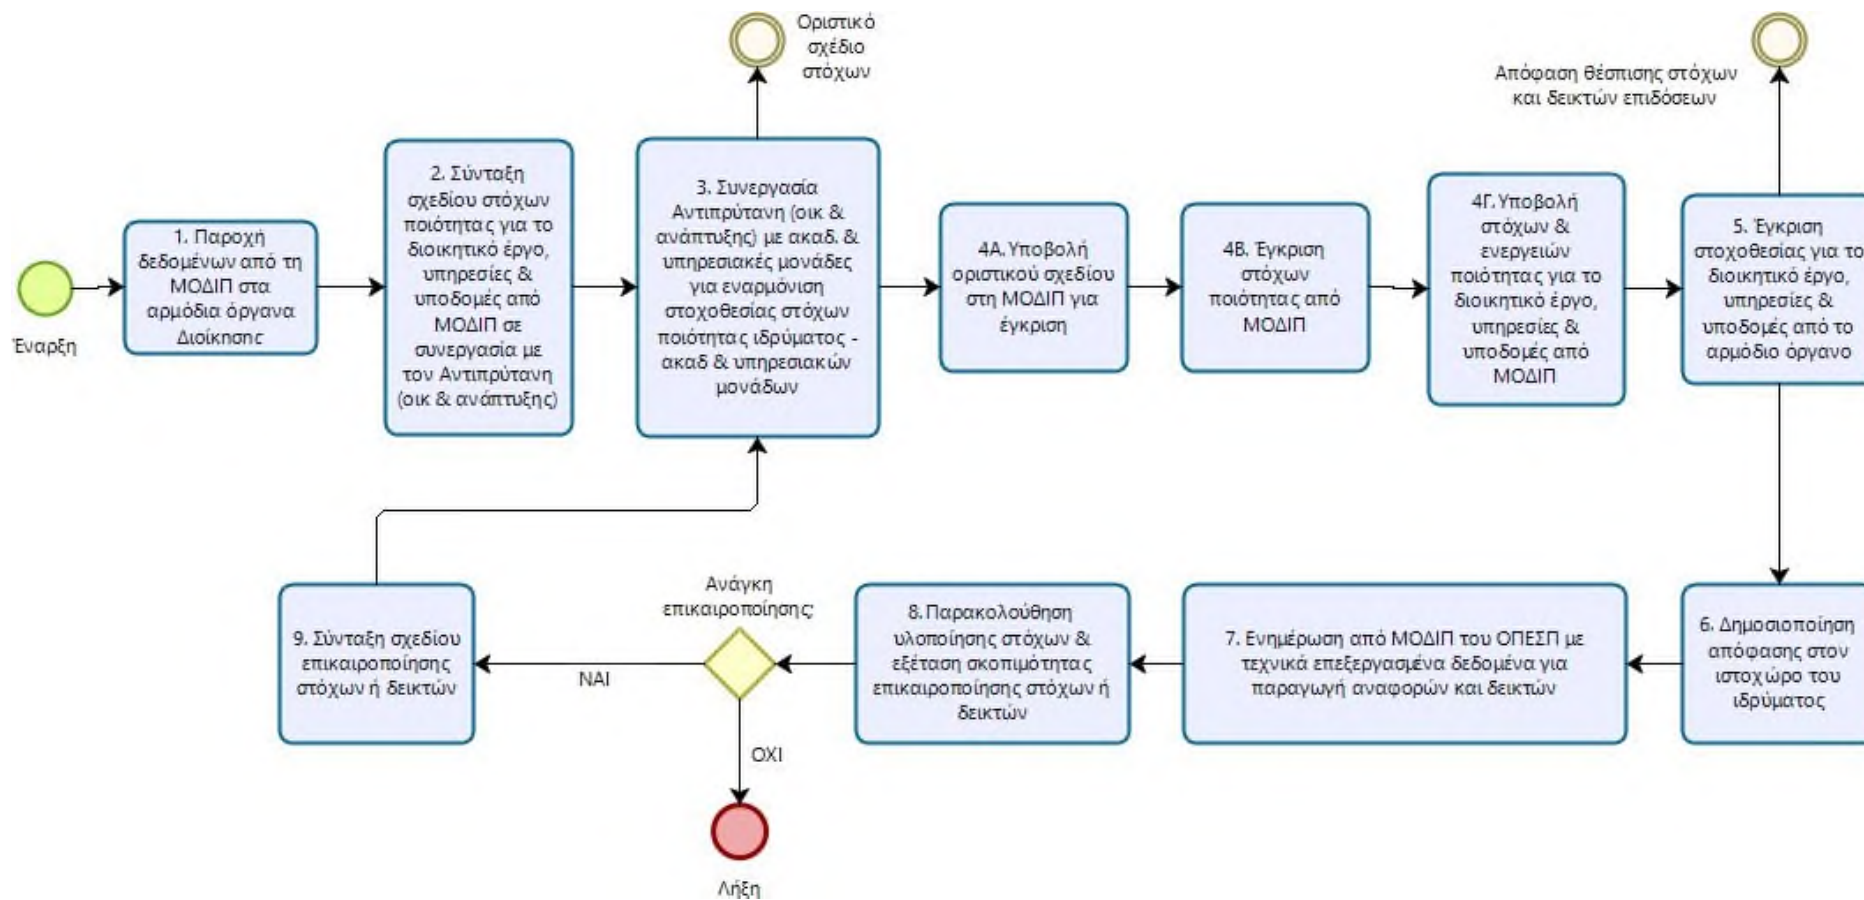 Έναρξη
1. Παροχή
δεδομένων από τη
ΜΟΔΙΠ στα
αρμόδια όργανα
Διοίκησης
2. Σύνταξη
σχεδίου στόχων
ποιότητας για το
διοικητικό έργο,
υπηρεσίες &
υποδομές από
ΜΟΔΙΠ σε
συνεργασία με
τον Αντιπρύτανη
(οικ & ανάπτυξης)
Οριστικό
σχέδιο
στόχων
3. Συνεργασία
Αντιπρύτανη (οικ &
ανάπτυξης) με ακαδ. &
υπηρεσιακές μονάδες
για εναρμόνιση
στοχοθεσίας στόχων
ποιότητας ιδρύματος -
ακαδ & υπηρεσιακών
μονάδων
4Α. Υποβολή
οριστικού σχεδίου
στη ΜΟΔΙΠ για
έγκριση
4Β. Έγκριση
στόχων
ποιότητας από
ΜΟΔΙΠ
4Γ. Υποβολή
στόχων &
ενεργειών
ποιότητας για το
διοικητικό έργο,
υπηρεσίες &
υποδομές από
ΜΟΔΙΠ
Απόφαση θέσπισης στόχων
και δεικτών επιδόσεων
5. Έγκριση
στοχοθεσίας για το
διοικητικό έργο,
υπηρεσίες &
υποδομές από το
αρμόδιο όργανο
6. Δημοσιοποίηση
απόφασης στον
ιστοχώρο του
ιδρύματος
7. Ενημέρωση από ΜΟΔΙΠ του ΟΠΕΣΠ με
τεχνικά επεξεργασμένα δεδομένα για
παραγωγή αναφορών και δεικτών
8. Παρακολούθηση
υλοποίησης στόχων &
εξέταση σκοπιμότητας
επικαιροποίησης στόχων ή
δεικτών
Ανάγκη
επικαιροποίησης;
ΝΑΙ
ΟΧΙ
9. Σύνταξη σχεδίου
επικαιροποίησης
στόχων ή δεικτών
Λήξη